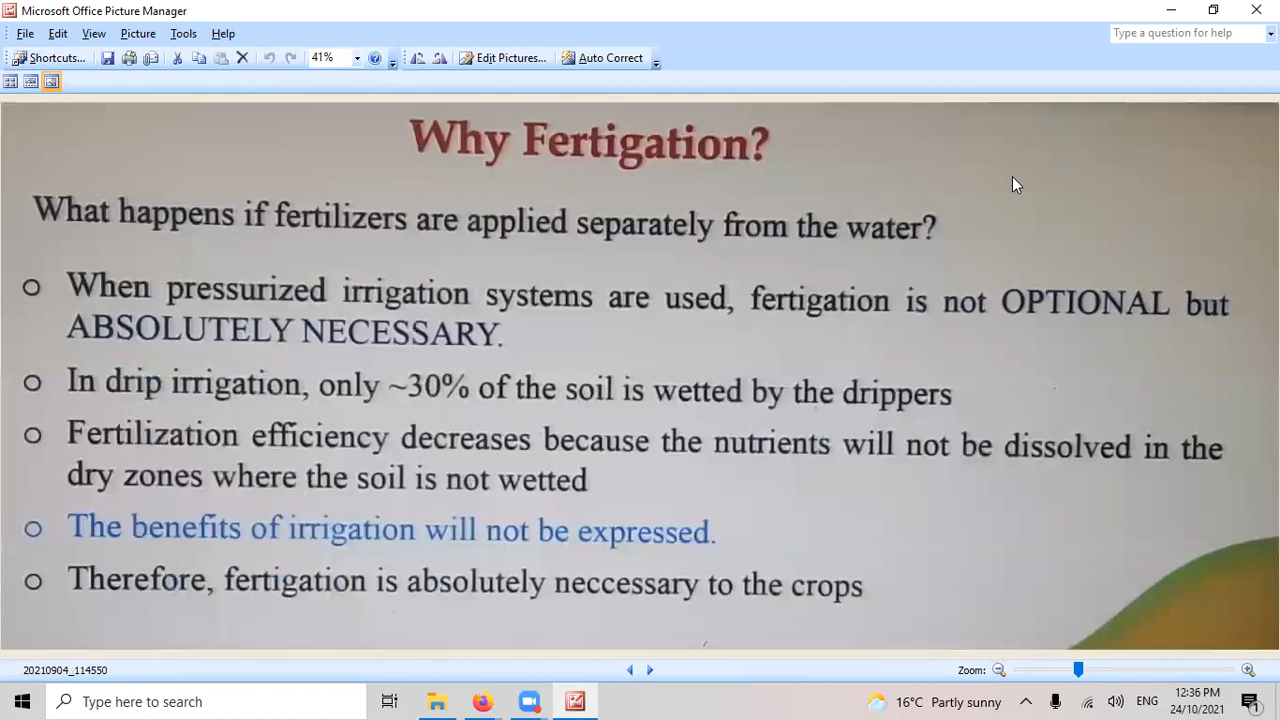 Microsoft Office Picture Manager
File Edit View Picture Tools Help
Type a question for help
Shortcuts... 41% Edit Pictures... Auto Correct
Why Fertigation?
What happens if fertilizers are applied separately from the water?
When pressurized irrigation systems are used, fertigation is not OPTIONAL but
ABSOLUTELY NECESSARY.
In drip irrigation, only ~30% of the soil is wetted by the drippers
Fertilization efficiency decreases because the nutrients will not be dissolved in the
dry zones where the soil is not wetted
The benefits of irrigation will not be expressed.
Therefore, fertigation is absolutely neccessary to the crops
20210904_114550
Zoom:
Type here to search
16°C Partly sunny
ENG
12:36 PM
24/10/2021
1